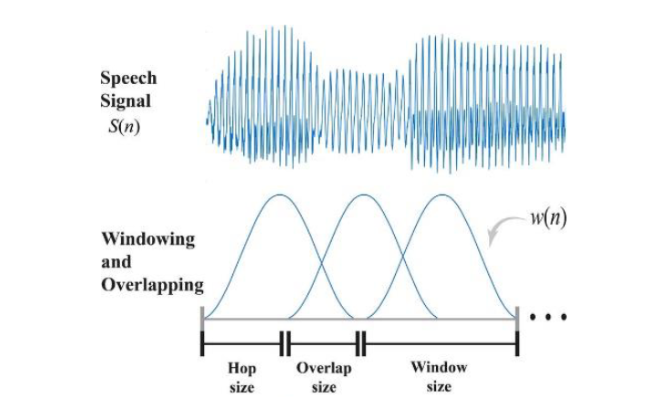 Speech
Signal
S(n)
w(n)
Windowing
and
Overlapping
Hop
size
Overlap
size
Window
size